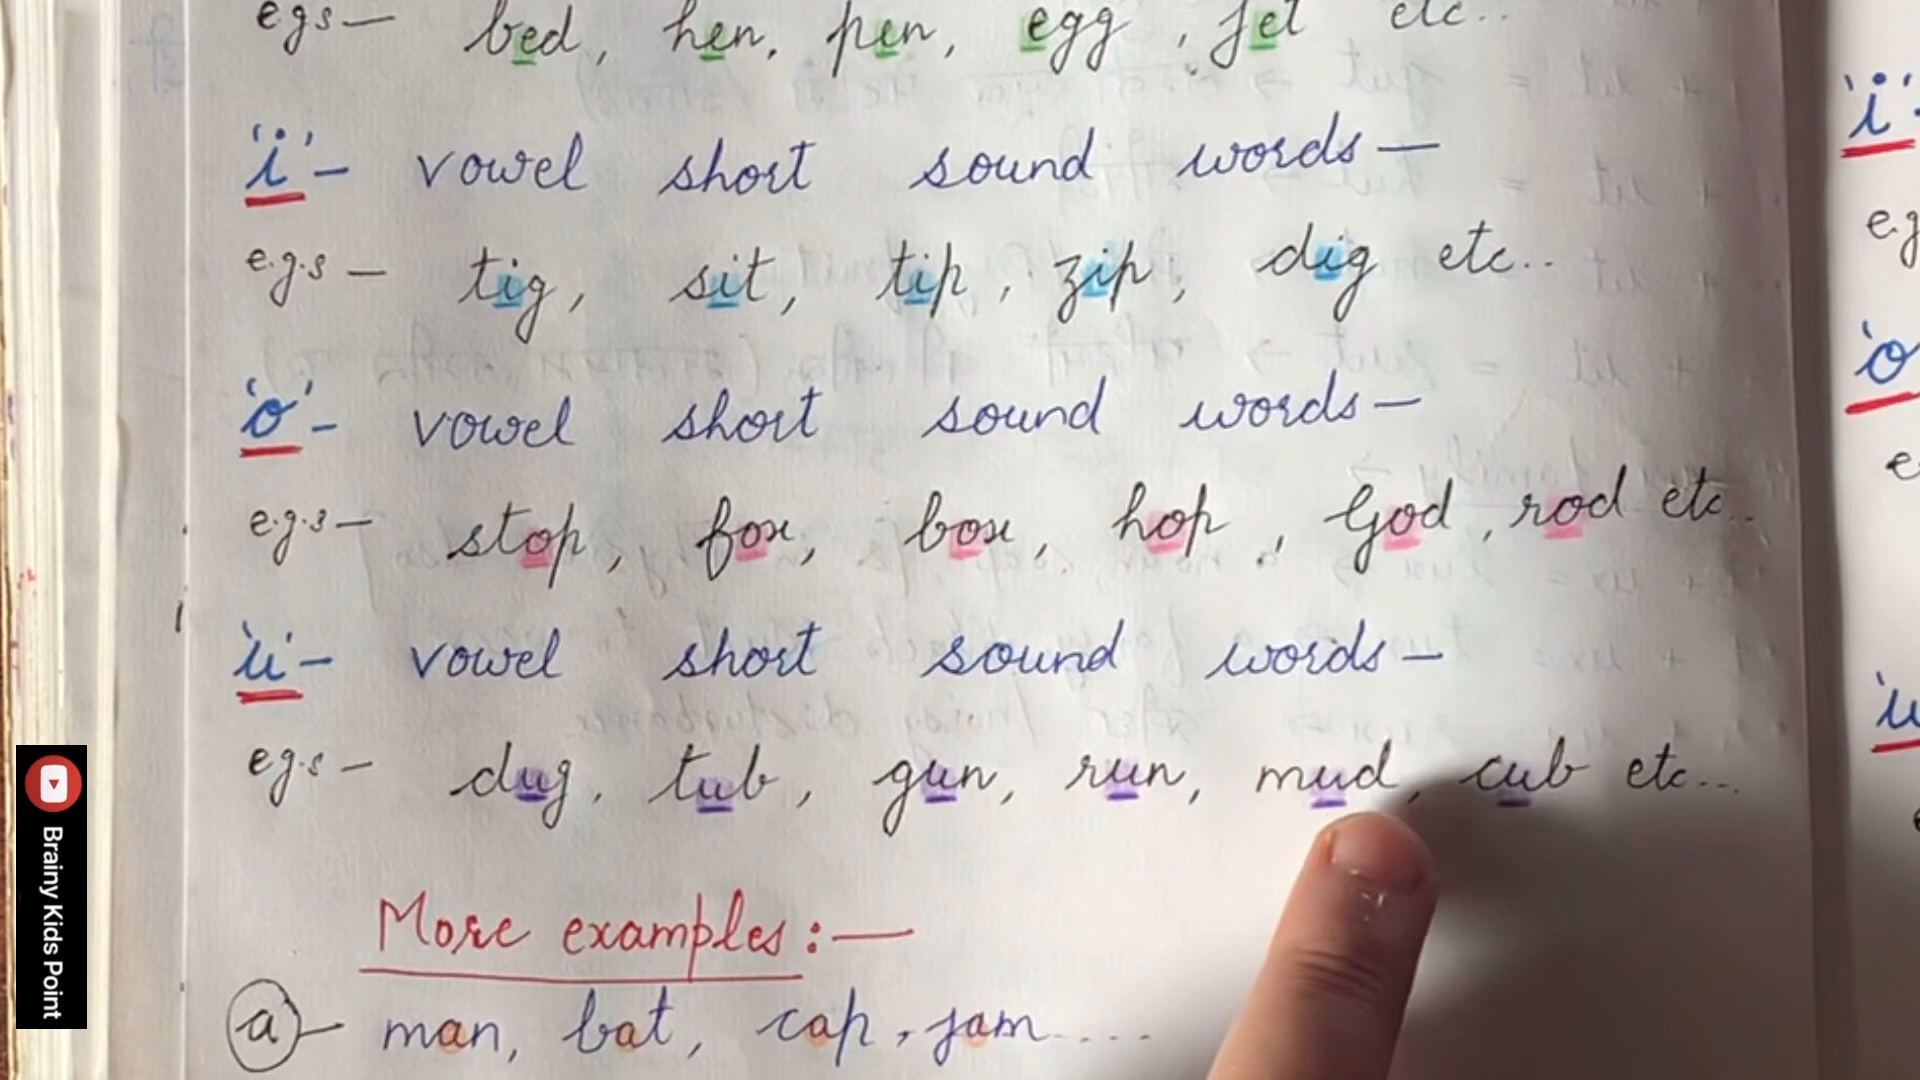 egs— bed, hen, pen, egg, jet etc..
'i'– vowel short sound words—
e.g.s— tig, sit, tip, zip, dig etc..
'o'– vowel short sound words—
e.g.s— stop, fox, box, hop, God, rod etc..
'u'– vowel short sound words—
egs— dug, tub, gun, run, mud, cub etc...
More examples:—
a– man, bat, cap, jam....
'i'-
e.g
'o
e
'u
Brainy Kids Point